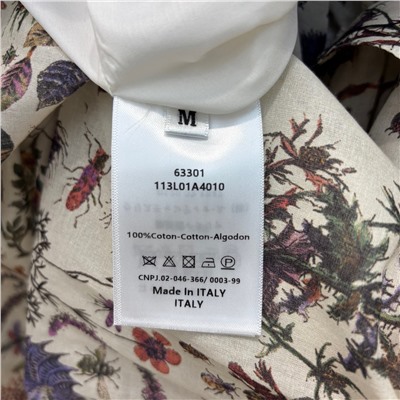 M
63301
113L01A4010
100%Coton-Cotton-Algodon
P
CNPJ.02-046-366/ 0003-99
Made In ITALY
ITALY